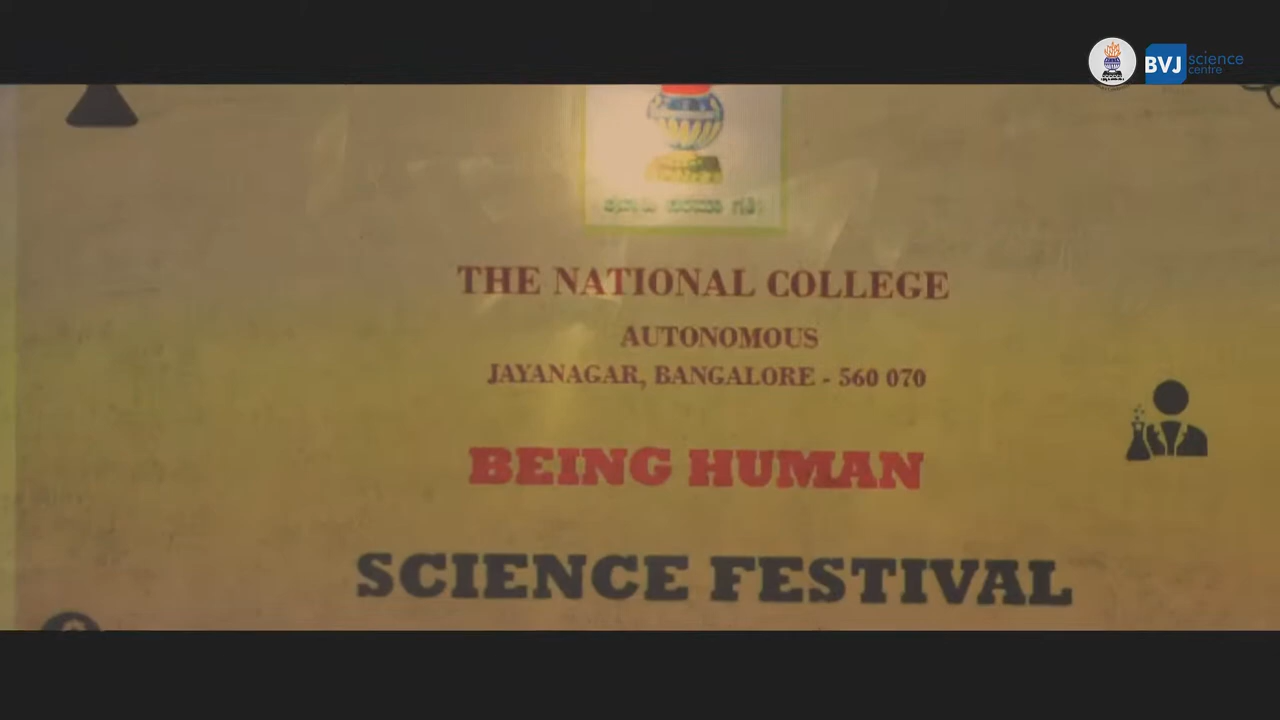 BVJ science
centre
THE NATIONAL COLLEGE
AUTONOMOUS
JAYANAGAR, BANGALORE - 560 070
BEING HUMAN
SCIENCE FESTIVAL